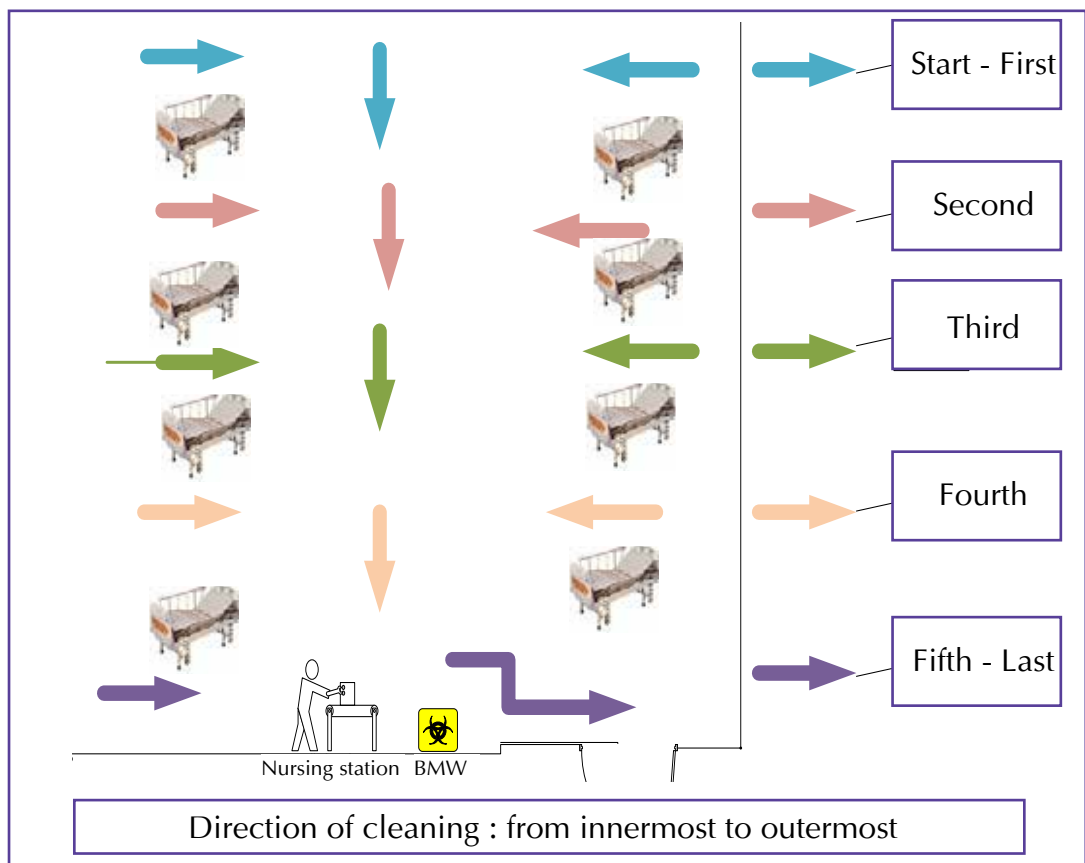 Start - First
Second
Third
Fourth
Fifth - Last
Nursing station BMW
Direction of cleaning : from innermost to outermost